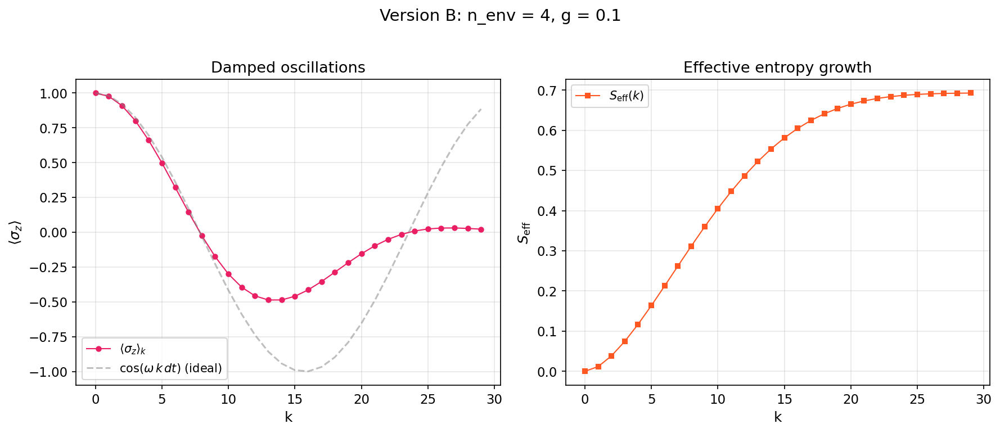 Version B: n_env = 4, g = 0.1
Damped oscillations
1.00
0.75
0.50
0.25
0.00
−0.25
−0.50
−0.75
−1.00
⟨σz⟩
⟨σz⟩k
cos(ω k dt) (ideal)
0 5 10 15 20 25 30
k
Effective entropy growth
Seff(k)
0.7
0.6
0.5
0.4
0.3
0.2
0.1
0.0
Seff
0 5 10 15 20 25 30
k